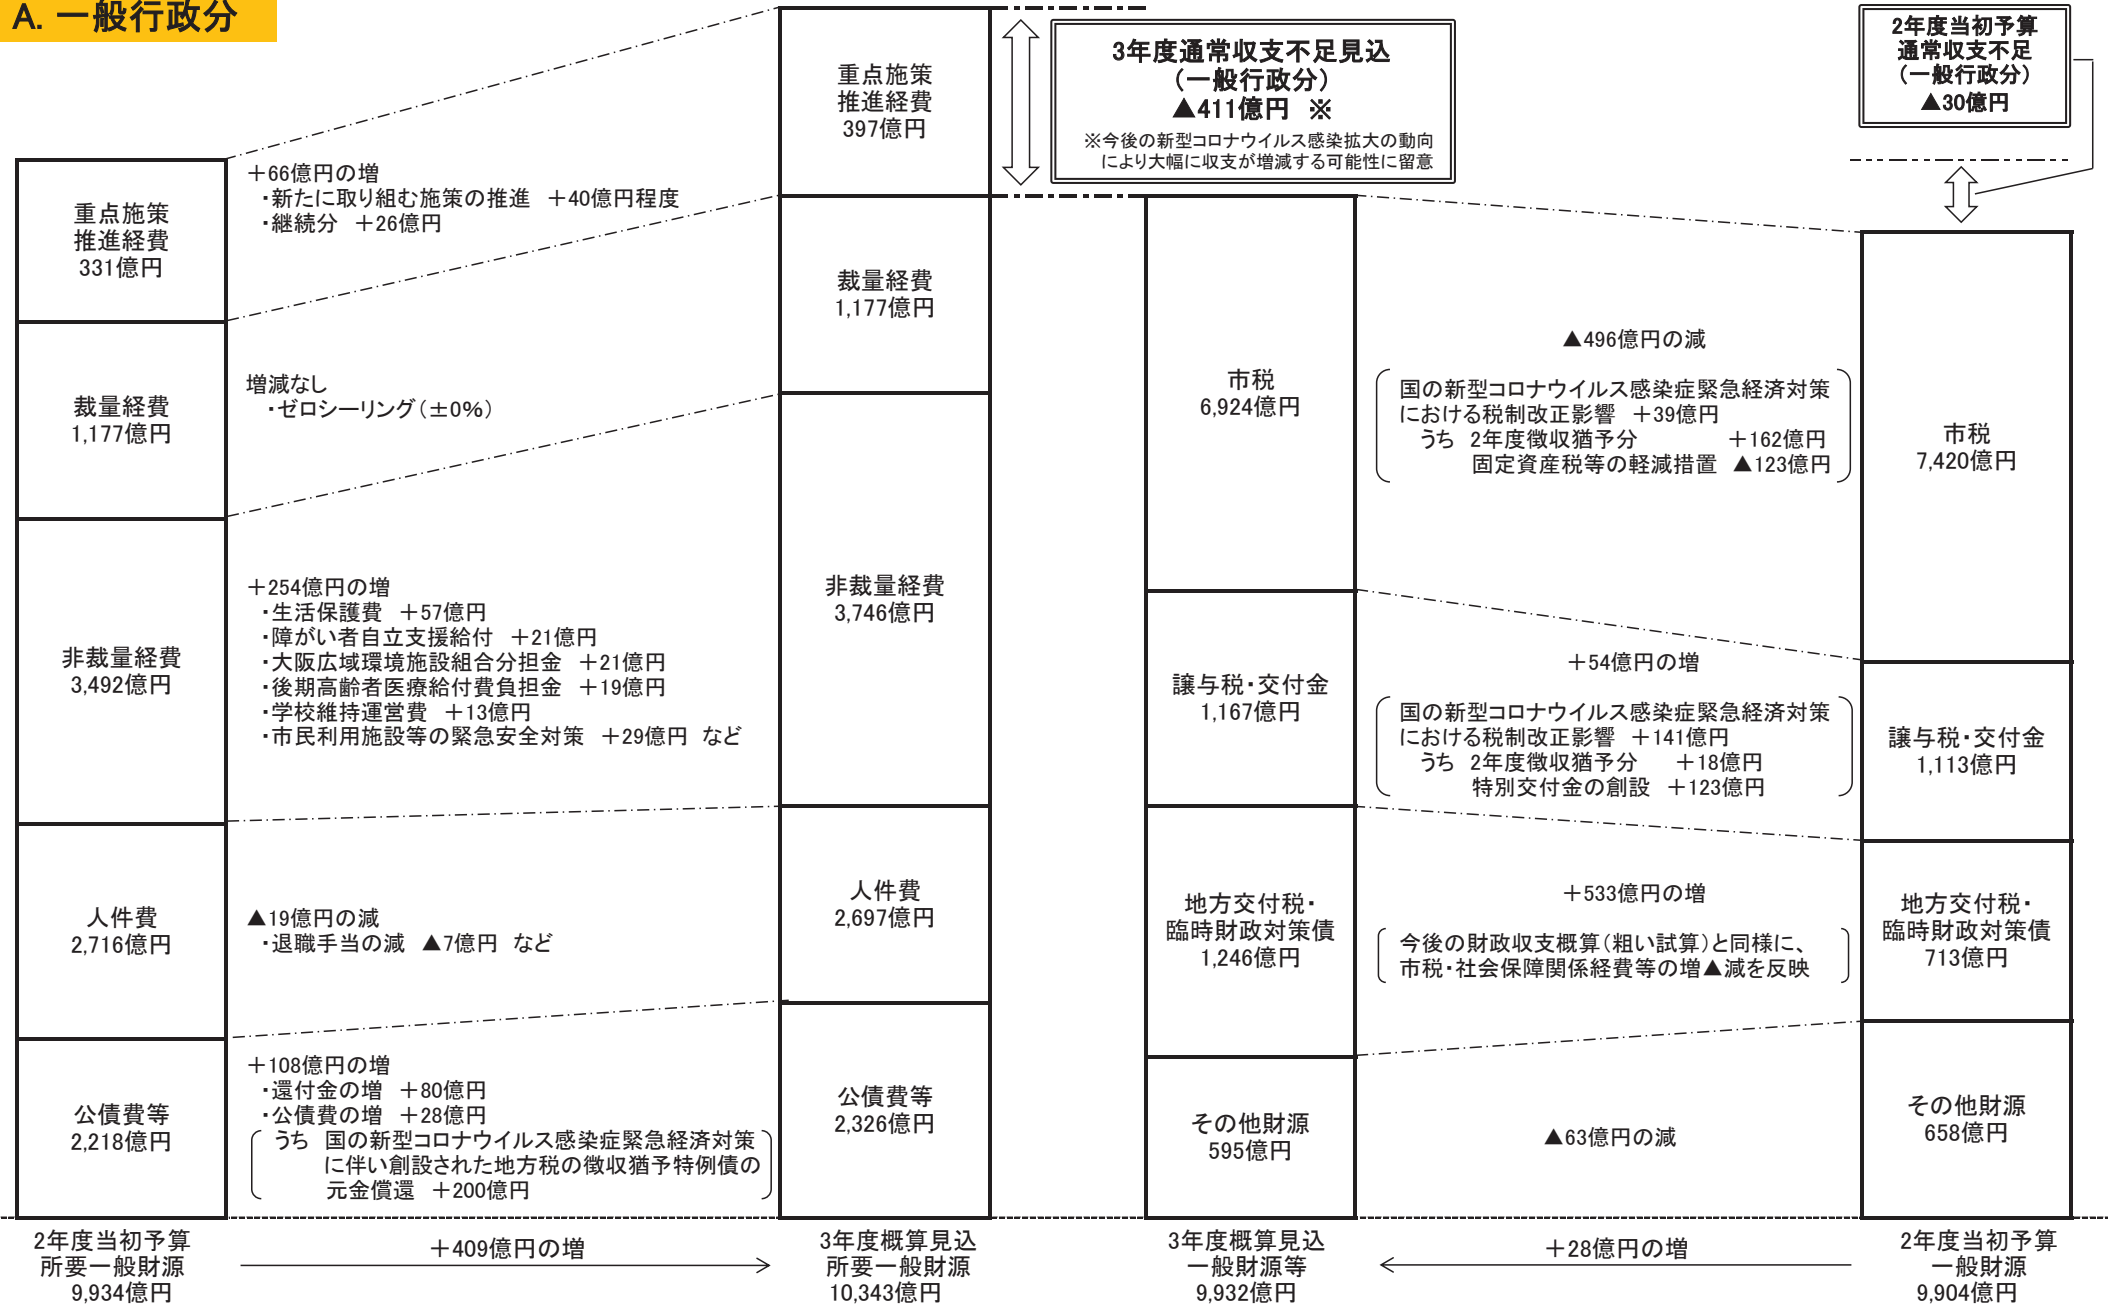 A. 一般行政分
重点施策
推進経費
331億円
裁量経費
1,177億円
非裁量経費
3,492億円
人件費
2,716億円
公債費等
2,218億円
2年度当初予算
所要一般財源
9,934億円
+66億円の増
・新たに取り組む施策の推進 +40億円程度
・継続分 +26億円
増減なし
・ゼロシーリング(±0%)
+254億円の増
・生活保護費 +57億円
・障がい者自立支援給付 +21億円
・大阪広域環境施設組合分担金 +21億円
・後期高齢者医療給付費負担金 +19億円
・学校維持運営費 +13億円
・市民利用施設等の緊急安全対策 +29億円 など
▲19億円の減
・退職手当の減 ▲7億円 など
+108億円の増
・還付金の増 +80億円
・公債費の増 +28億円
うち 国の新型コロナウイルス感染症緊急経済対策
に伴い創設された地方税の徴収猶予特例債の
元金償還 +200億円
+409億円の増
重点施策
推進経費
397億円
裁量経費
1,177億円
非裁量経費
3,746億円
人件費
2,697億円
公債費等
2,326億円
3年度概算見込
所要一般財源
10,343億円
3年度通常収支不足見込
(一般行政分)
▲411億円 ※
※今後の新型コロナウイルス感染拡大の動向
により大幅に収支が増減する可能性に留意
市税
6,924億円
譲与税・交付金
1,167億円
地方交付税・
臨時財政対策債
1,246億円
その他財源
595億円
3年度概算見込
一般財源等
9,932億円
▲496億円の減
国の新型コロナウイルス感染症緊急経済対策
における税制改正影響 +39億円
うち 2年度徴収猶予分 +162億円
固定資産税等の軽減措置 ▲123億円
+54億円の増
国の新型コロナウイルス感染症緊急経済対策
における税制改正影響 +141億円
うち 2年度徴収猶予分 +18億円
特別交付金の創設 +123億円
+533億円の増
今後の財政収支概算(粗い試算)と同様に、
市税・社会保障関係経費等の増▲減を反映
▲63億円の減
+28億円の増
2年度当初予算
通常収支不足
(一般行政分)
▲30億円
市税
7,420億円
譲与税・交付金
1,113億円
地方交付税・
臨時財政対策債
713億円
その他財源
658億円
2年度当初予算
一般財源
9,904億円